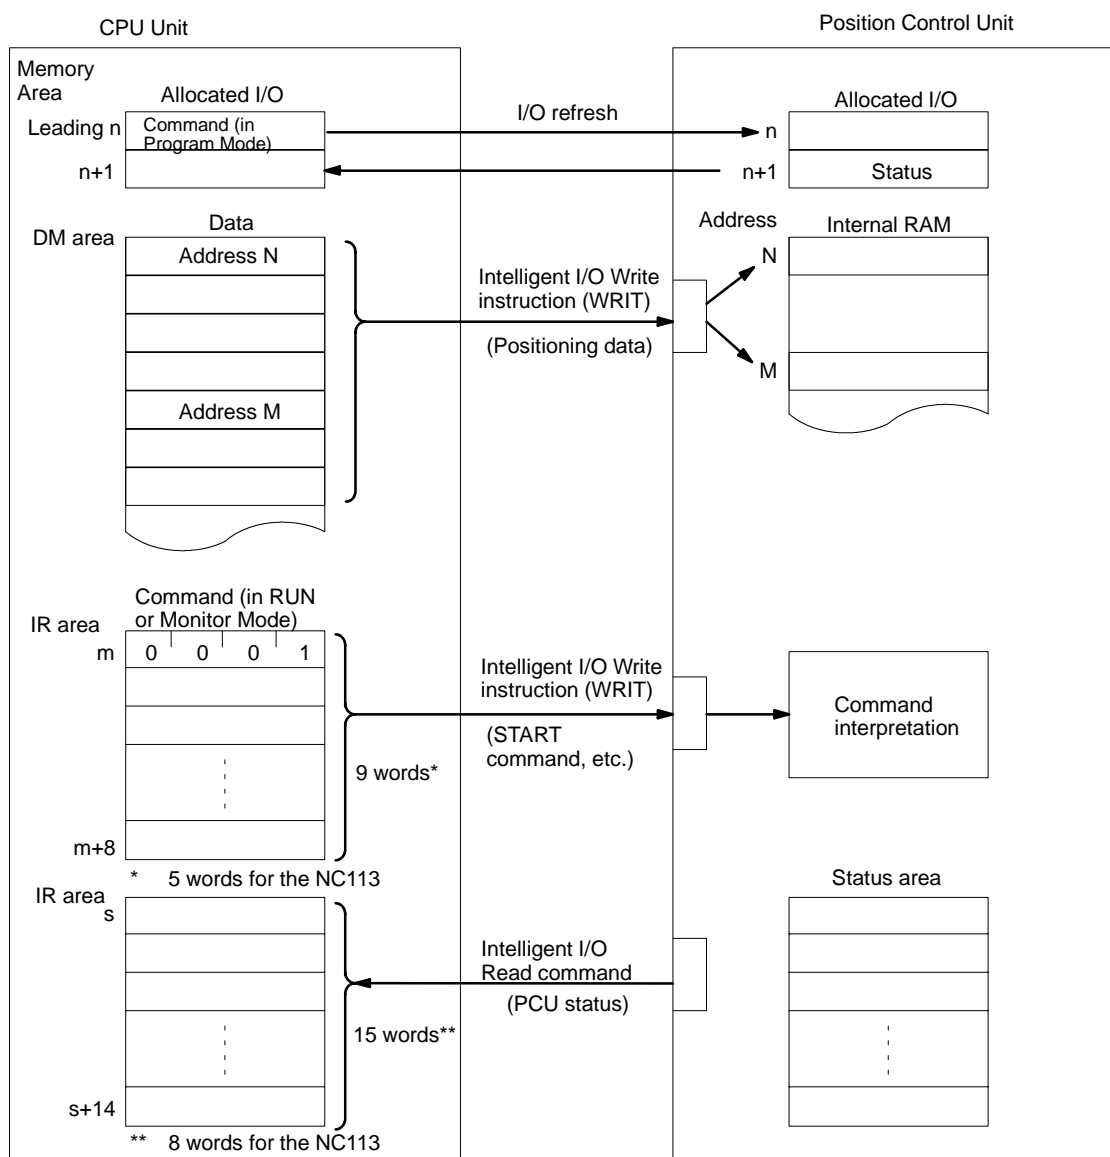 CPU Unit
Position Control Unit
Memory
Area
Allocated I/O
Allocated I/O
Leading n
Command (in
Program Mode)
I/O refresh
n
n+1
n+1
Status
Data
Address
Internal RAM
DM area
Address N
N
Intelligent I/O Write
instruction (WRIT)
(Positioning data)
M
Address M
Command (in RUN
or Monitor Mode)
IR area
m
0 0 0 1
Intelligent I/O Write
instruction (WRIT)
(START
command, etc.)
Command
interpretation
9 words*
m+8
* 5 words for the NC113
IR area
s
Status area
Intelligent I/O
Read command
(PCU status)
15 words**
s+14
** 8 words for the NC113